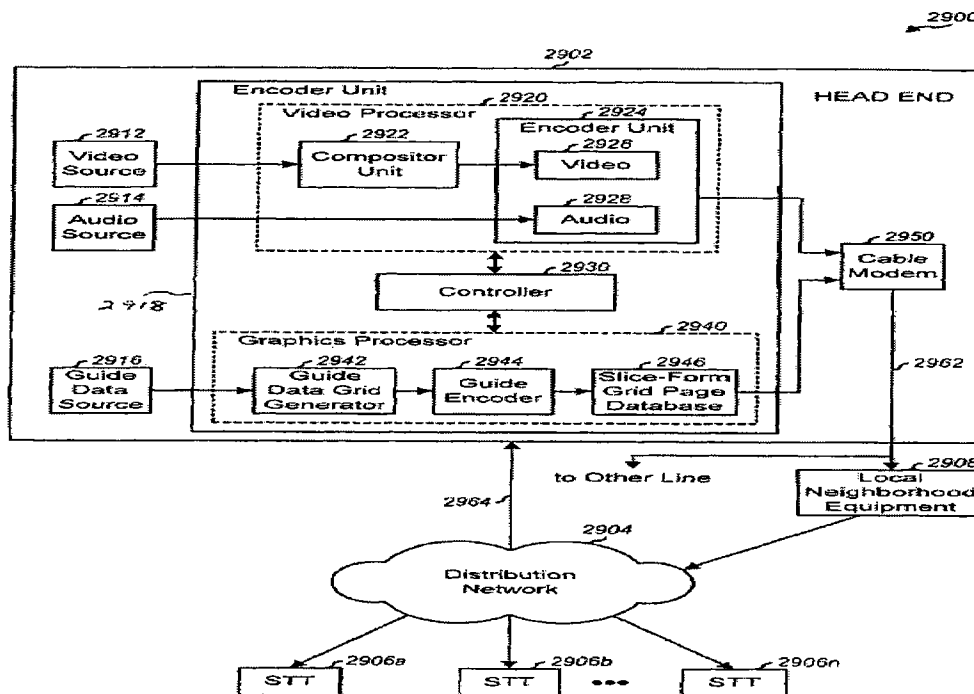 2900
2902
HEAD END
Encoder Unit
2920
Video Processor
2912
Video
Source
2922
Compositor
Unit
2924
Encoder Unit
2928
Video
2914
Audio
Source
2928
Audio
2950
Cable
Modem
2930
Controller
2918
2940
Graphics Processor
2916
Guide
Data
Source
2942
Guide
Data Grid
Generator
2944
Guide
Encoder
2946
Slice-Form
Grid Page
Database
2962
to Other Line
2908
Local
Neighborhood
Equipment
2964
2904
Distribution
Network
2906a
STT
2906b
STT
•••
2906n
STT